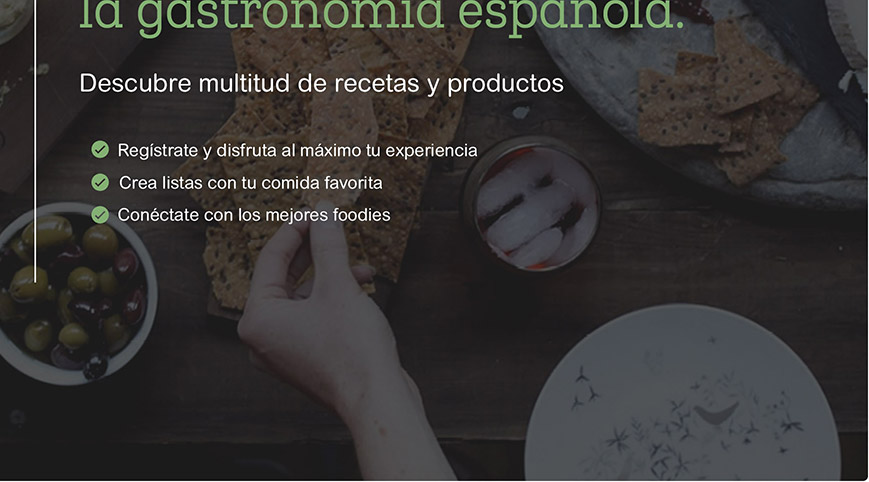 la gastronomía española.
Descubre multitud de recetas y productos
Regístrate y disfruta al máximo tu experiencia
Crea listas con tu comida favorita
Conéctate con los mejores foodies